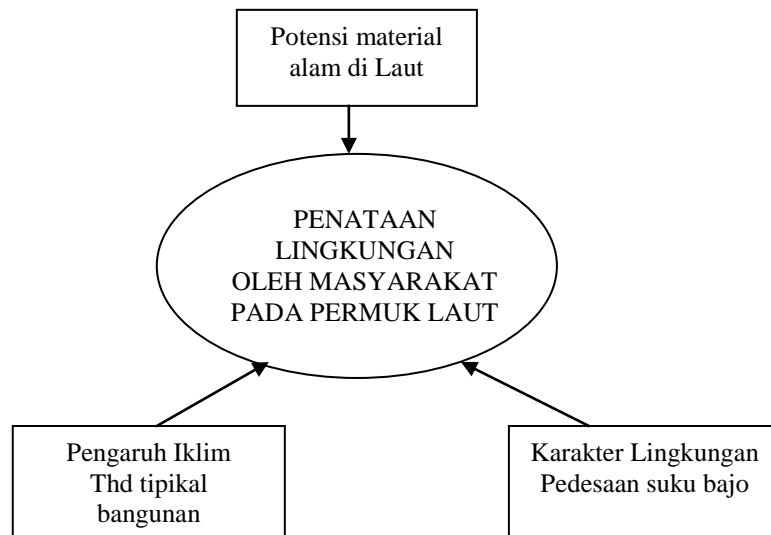 Potensi material
alam di Laut
PENATAAN
LINGKUNGAN
OLEH MASYARAKAT
PADA PERMUK LAUT
Pengaruh Iklim
Thd tipikal
bangunan
Karakter Lingkungan
Pedesaan suku bajo